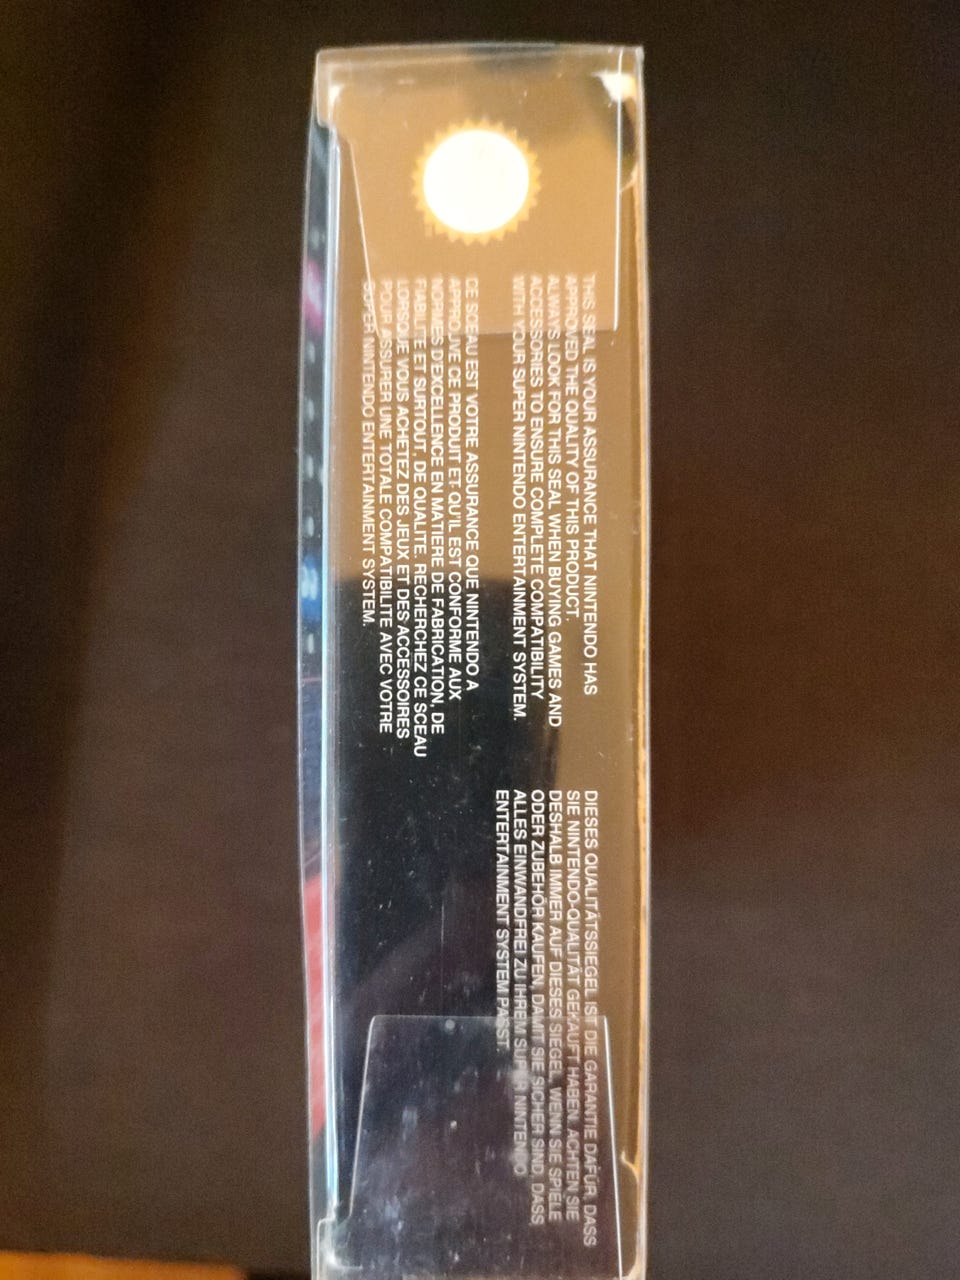 THIS SEAL IS YOUR ASSURANCE THAT NINTENDO HAS
APPROVED THE QUALITY OF THIS PRODUCT.
ALWAYS LOOK FOR THIS SEAL WHEN BUYING GAMES AND
ACCESSORIES TO ENSURE COMPLETE COMPATIBILITY
WITH YOUR SUPER NINTENDO ENTERTAINMENT SYSTEM.
CE SCEAU EST VOTRE ASSURANCE QUE NINTENDO A
APPROUVE CE PRODUIT ET QU'IL EST CONFORME AUX
NORMES D'EXCELLENCE EN MATIERE DE FABRICATION, DE
FIABILITE ET SURTOUT, DE QUALITE. RECHERCHEZ CE SCEAU
LORSQUE VOUS ACHETEZ DES JEUX ET DES ACCESSOIRES
POUR ASSURER UNE TOTALE COMPATIBILITE AVEC VOTRE
SUPER NINTENDO ENTERTAINMENT SYSTEM.
DIESES QUALITÄTSSIEGEL IST DIE GARANTIE DAFÜR, DASS
SIE NINTENDO-QUALITÄT GEKAUFT HABEN. ACHTEN SIE
DESHALB IMMER AUF DIESES SIEGEL, WENN SIE SPIELE
ODER ZUBEHÖR KAUFEN, DAMIT SIE SICHER SIND, DASS
ALLES EINWANDFREI ZU IHREM SUPER NINTENDO
ENTERTAINMENT SYSTEM PASST.